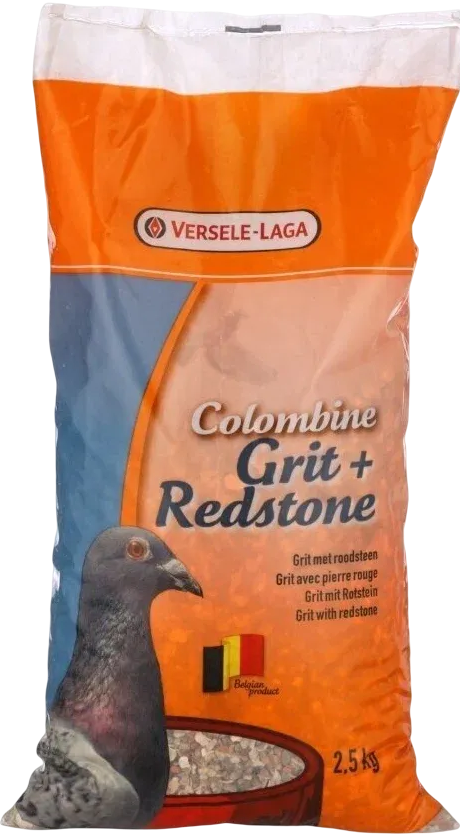 VERSELE-LAGA
Colombine
Grit +
Redstone
Grit met roodsteen
Grit avec pierre rouge
Grit mit Rotstein
Grit with redstone
Belgian
product
2,5 kg